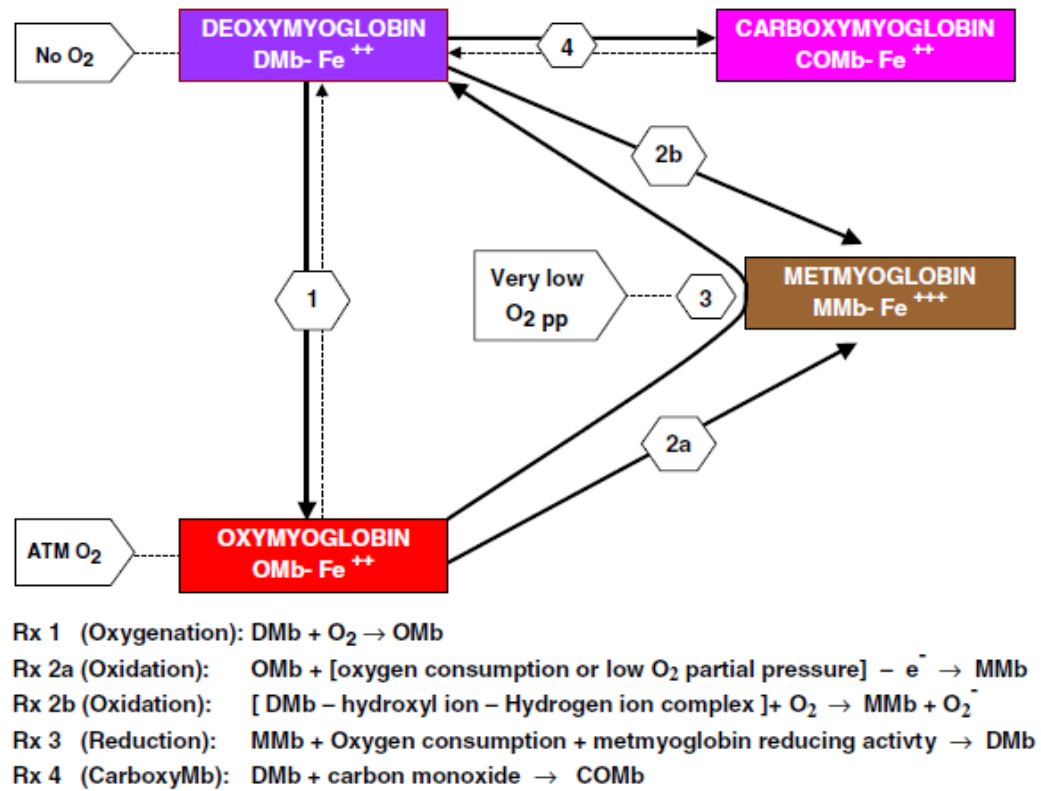 No O2
DEOXYMYOGLOBIN
DMb- Fe ++
4
CARBOXYMYOGLOBIN
COMb- Fe ++
2b
1
Very low
O2 pp
3
METMYOGLOBIN
MMb- Fe +++
2a
ATM O2
OXYMYOGLOBIN
OMb- Fe ++
Rx 1 (Oxygenation): DMb + O2 → OMb
Rx 2a (Oxidation): OMb + [oxygen consumption or low O2 partial pressure] – e- → MMb
Rx 2b (Oxidation): [ DMb – hydroxyl ion – Hydrogen ion complex ]+ O2 → MMb + O2-
Rx 3 (Reduction): MMb + Oxygen consumption + metmyoglobin reducing activty → DMb
Rx 4 (CarboxyMb): DMb + carbon monoxide → COMb